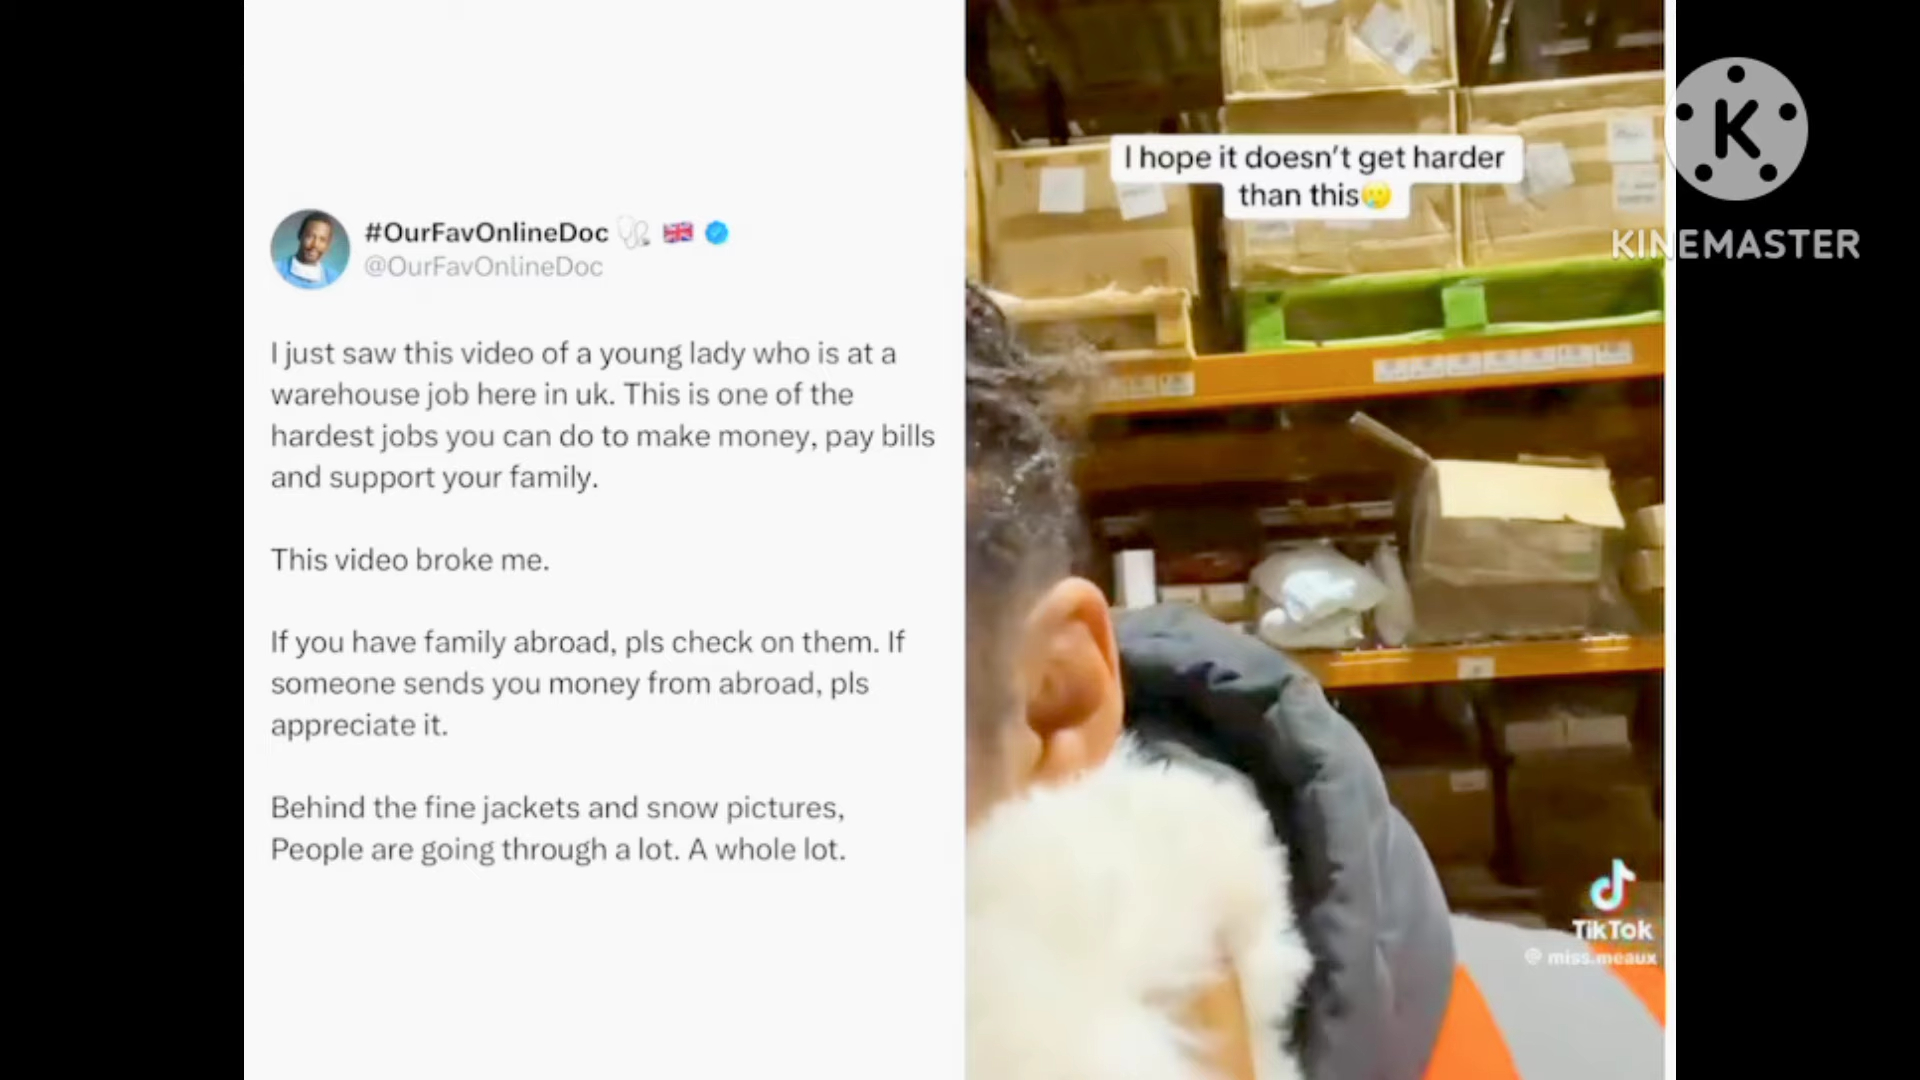 #OurFavOnlineDoc 🩺 🇬🇧
@OurFavOnlineDoc
I just saw this video of a young lady who is at a
warehouse job here in uk. This is one of the
hardest jobs you can do to make money, pay bills
and support your family.
This video broke me.
If you have family abroad, pls check on them. If
someone sends you money from abroad, pls
appreciate it.
Behind the fine jackets and snow pictures,
People are going through a lot. A whole lot.
I hope it doesn't get harder
than this🥲
TikTok
@ miss.meaux
K
KINEMASTER